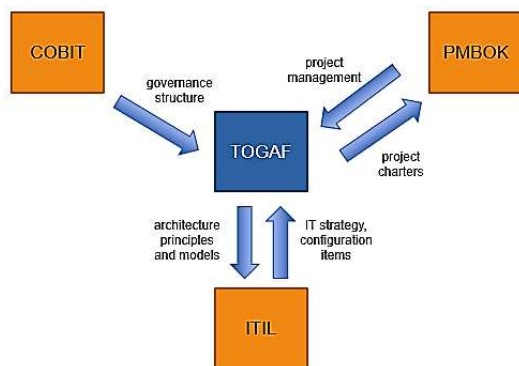 COBIT
PMBOK
governance
structure
project
management
TOGAF
project
charters
architecture
principles
and models
IT strategy,
configuration
items
ITIL